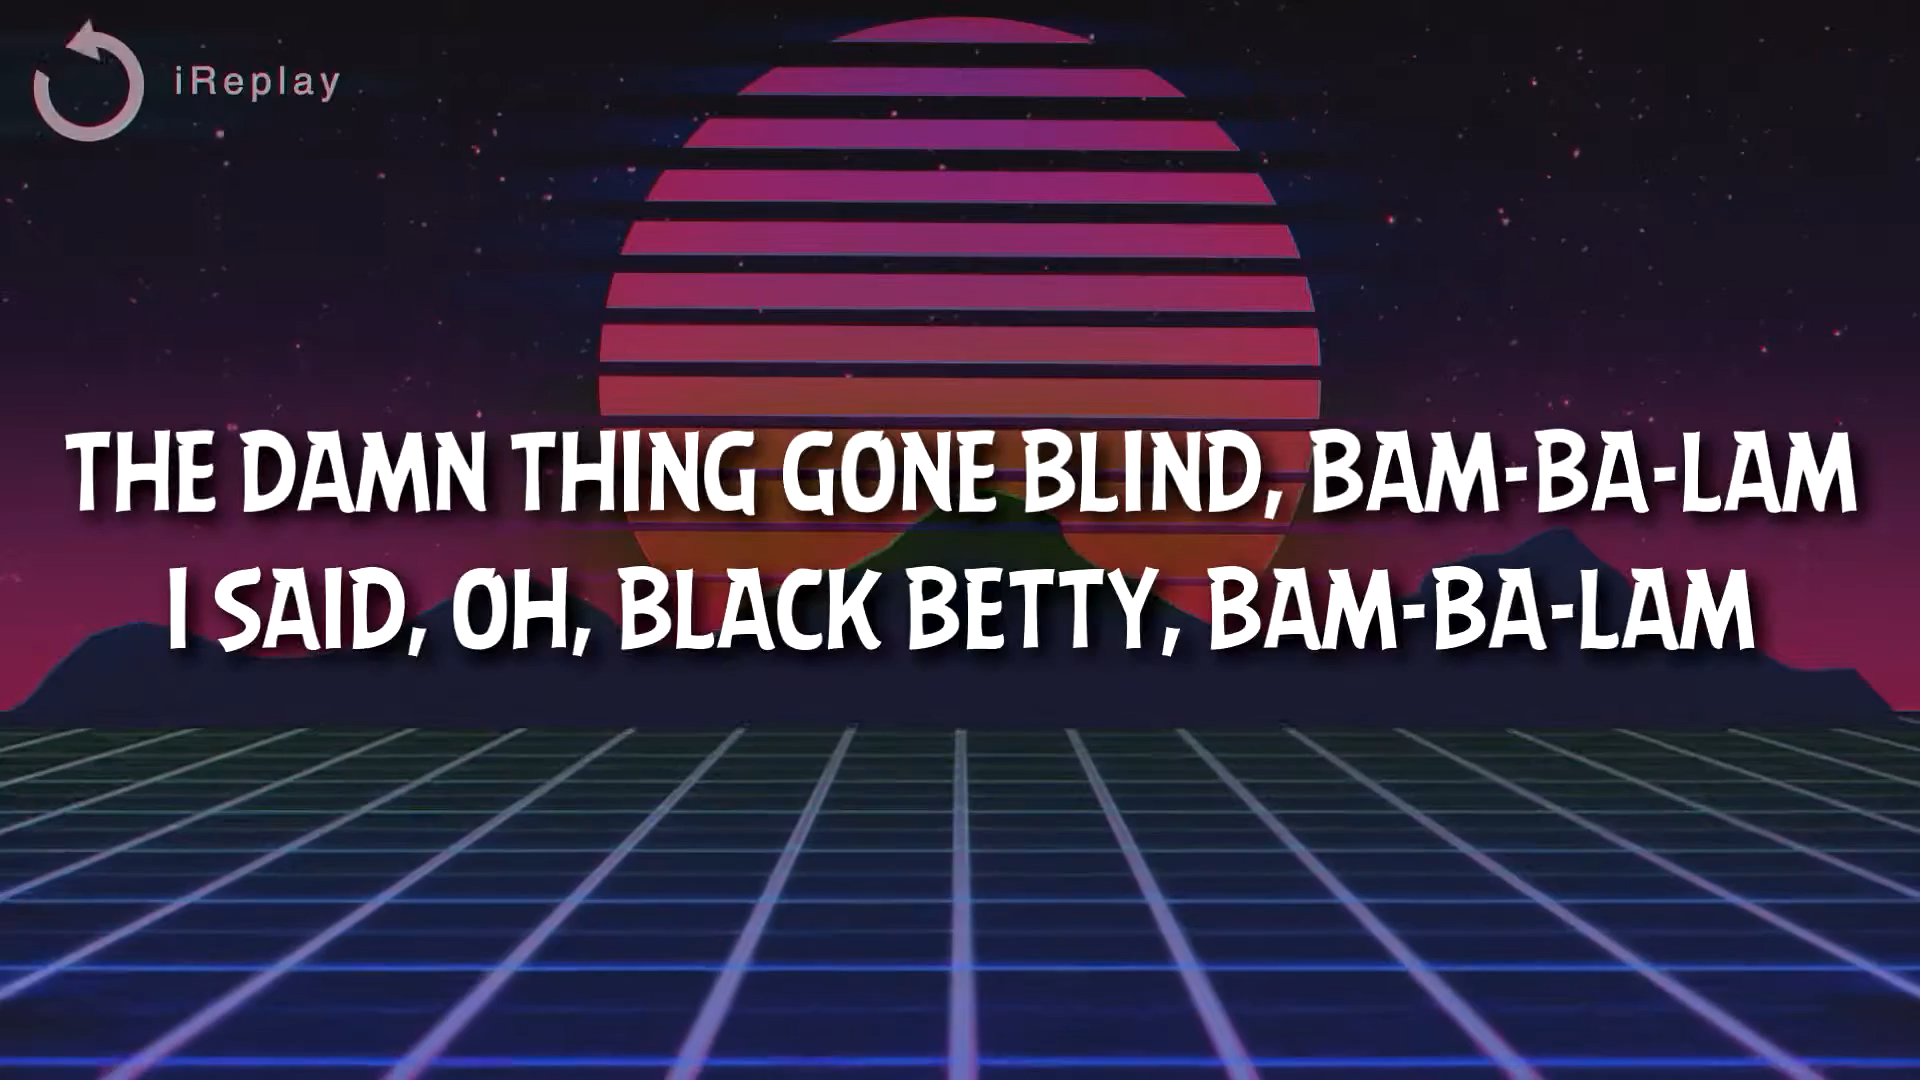 iReplay
THE DAMN THING GONE BLIND, BAM-BA-LAM
I SAID, OH, BLACK BETTY, BAM-BA-LAM